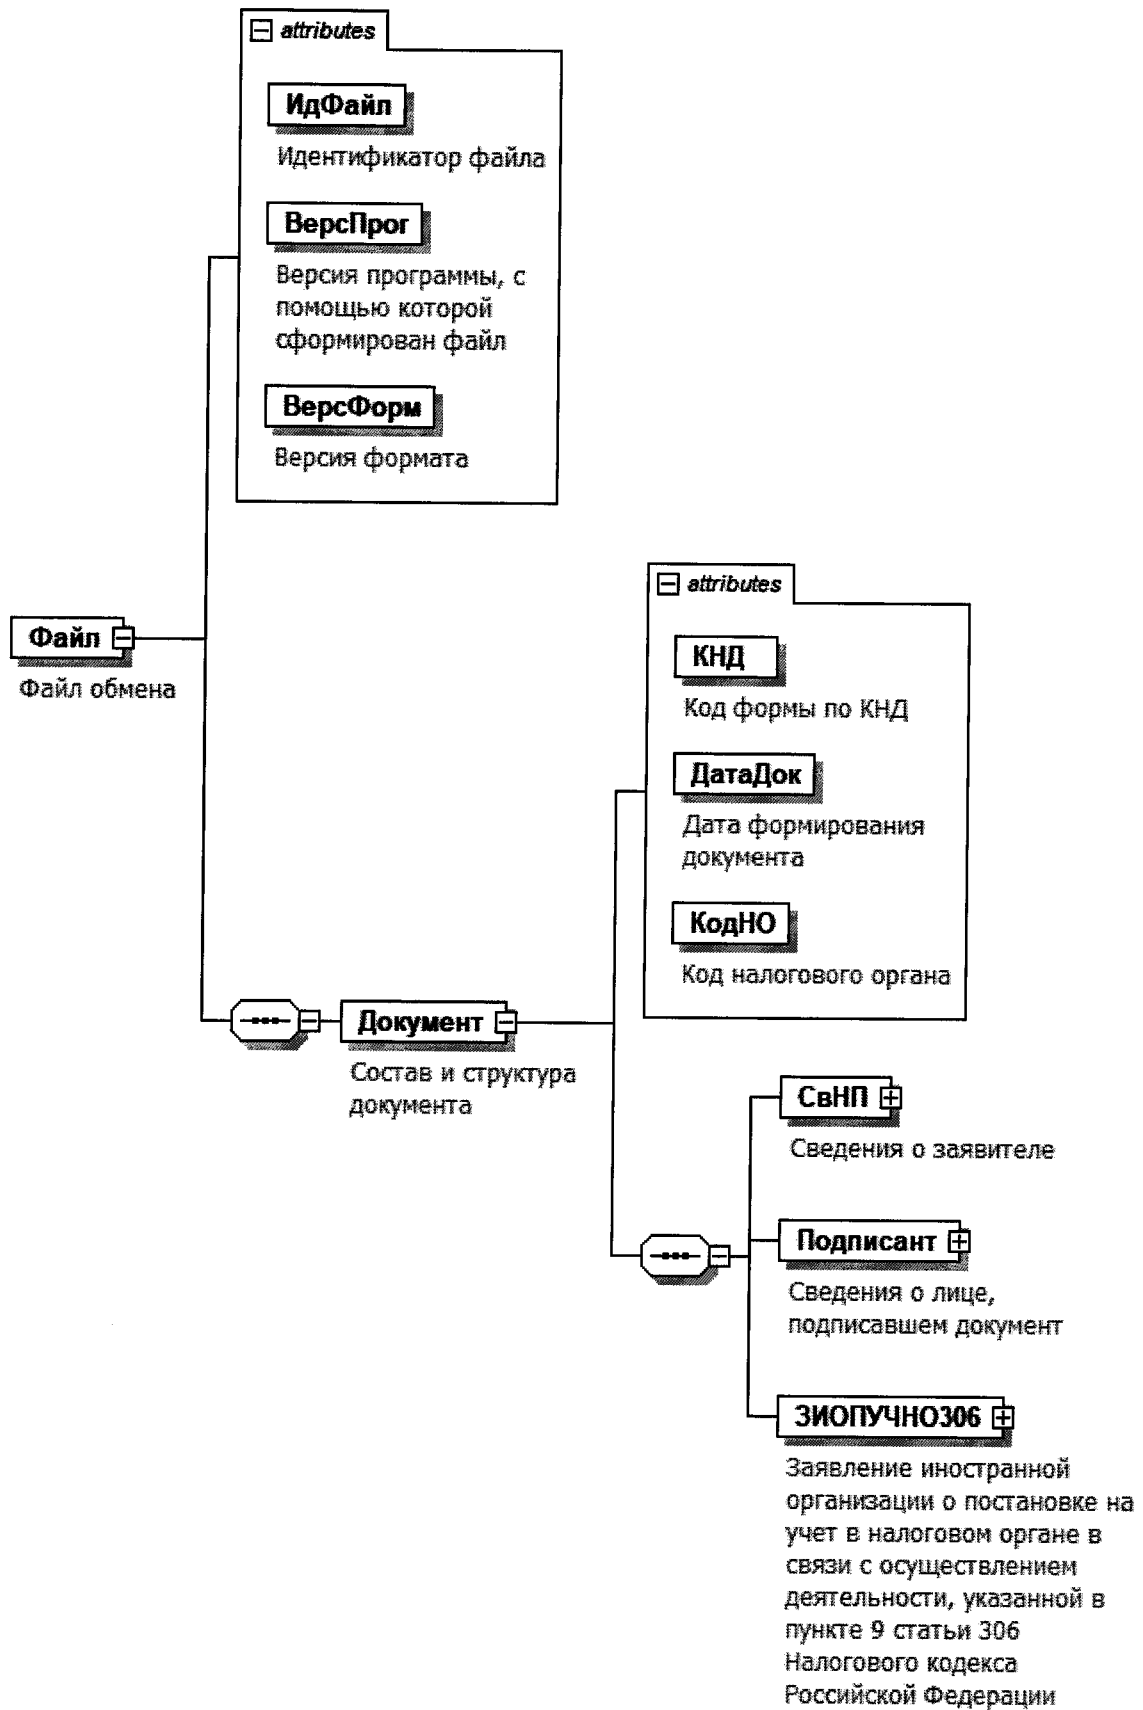 attributes
ИдФайл
Идентификатор файла
ВерсПрог
Версия программы, с
помощью которой
сформирован файл
ВерсФорм
Версия формата
Файл
Файл обмена
attributes
КНД
Код формы по КНД
ДатаДок
Дата формирования
документа
КодНО
Код налогового органа
Документ
Состав и структура
документа
СвНП
Сведения о заявителе
Подписант
Сведения о лице,
подписавшем документ
ЗИОПУЧНО306
Заявление иностранной
организации о постановке на
учет в налоговом органе в
связи с осуществлением
деятельности, указанной в
пункте 9 статьи 306
Налогового кодекса
Российской Федерации